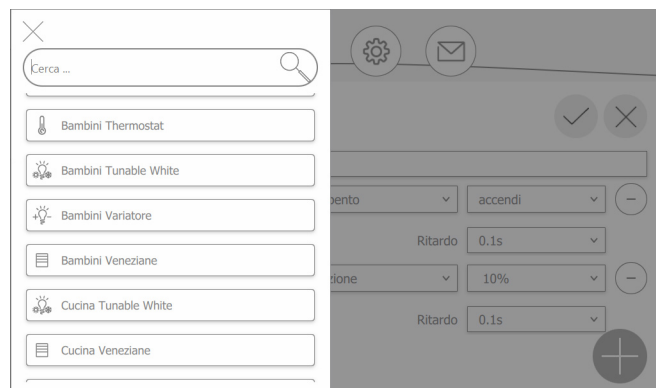 Cerca ...
Bambini Thermostat
Bambini Tunable White
Bambini Variatore
Bambini Veneziane
Cucina Tunable White
Cucina Veneziane
accendi
Ritardo 0.1s
10%
Ritardo 0.1s